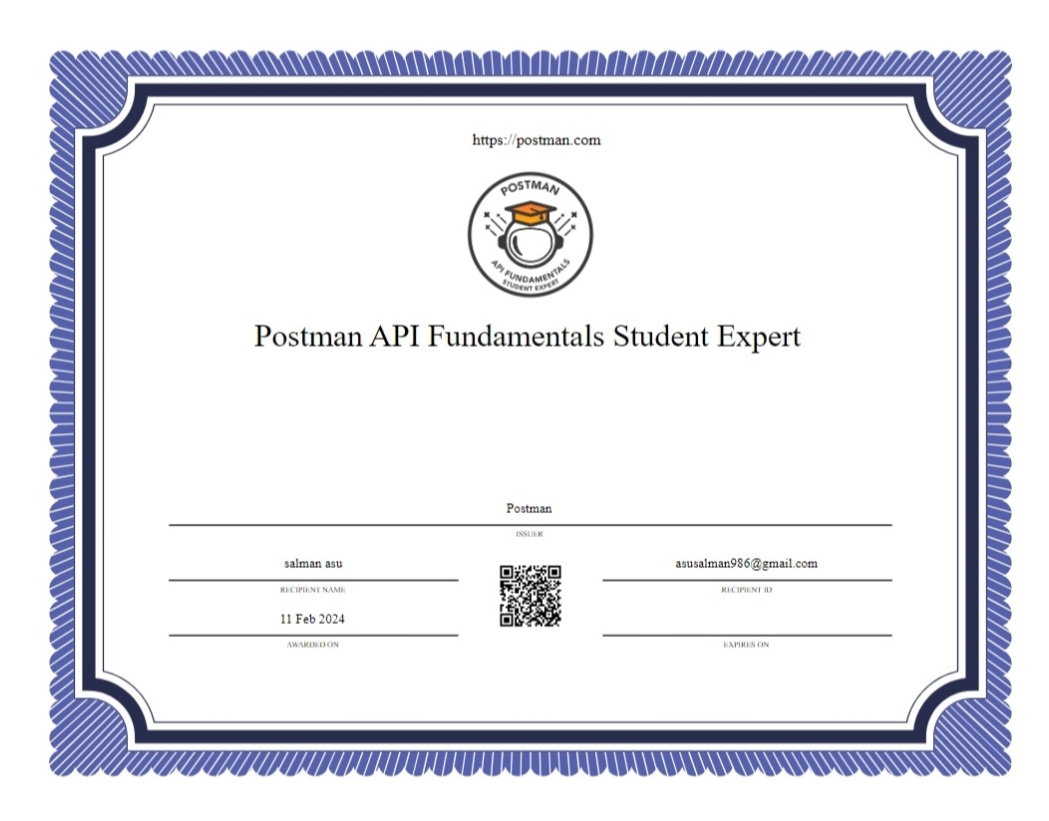 https://postman.com
POSTMAN
API FUNDAMENTALS
STUDENT EXPERT
Postman API Fundamentals Student Expert
Postman
ISSUER
salman asu
asusalman986@gmail.com
RECIPIENT NAME
RECIPIENT ID
11 Feb 2024
AWARDED ON
EXPIRES ON